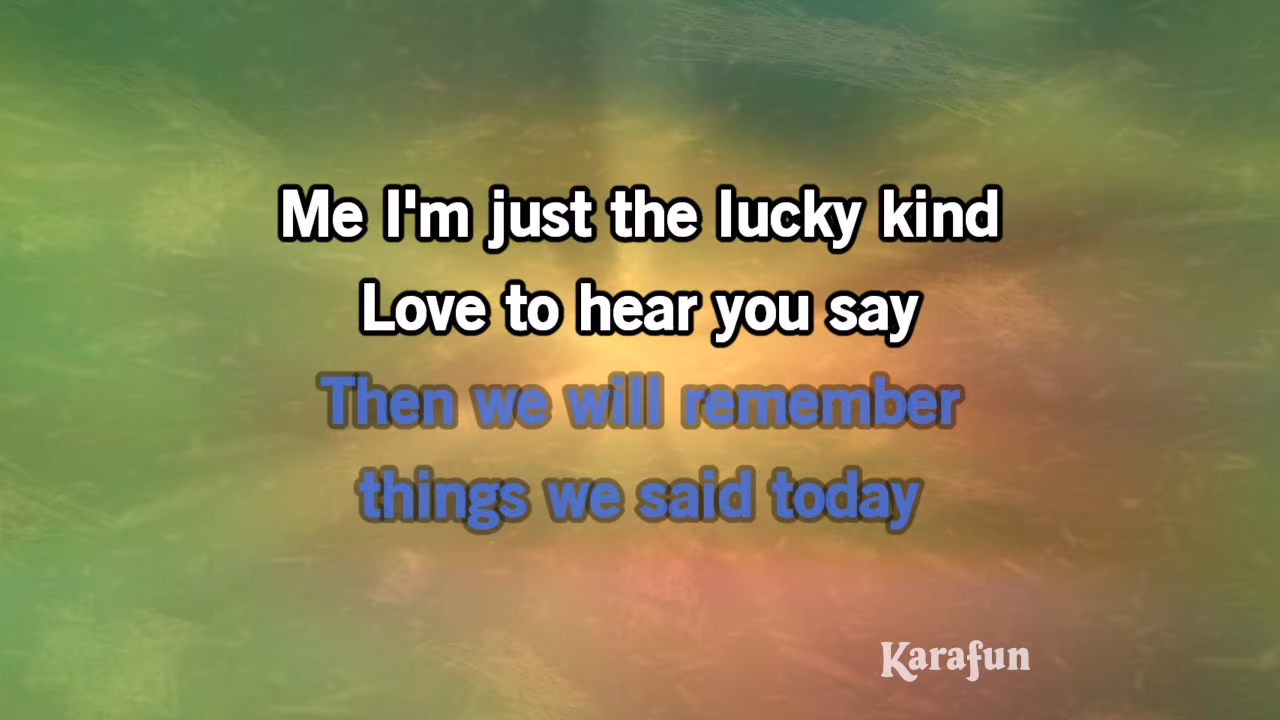 Me I'm just the lucky kind
Love to hear you say
Then we will remember
things we said today
Karafun